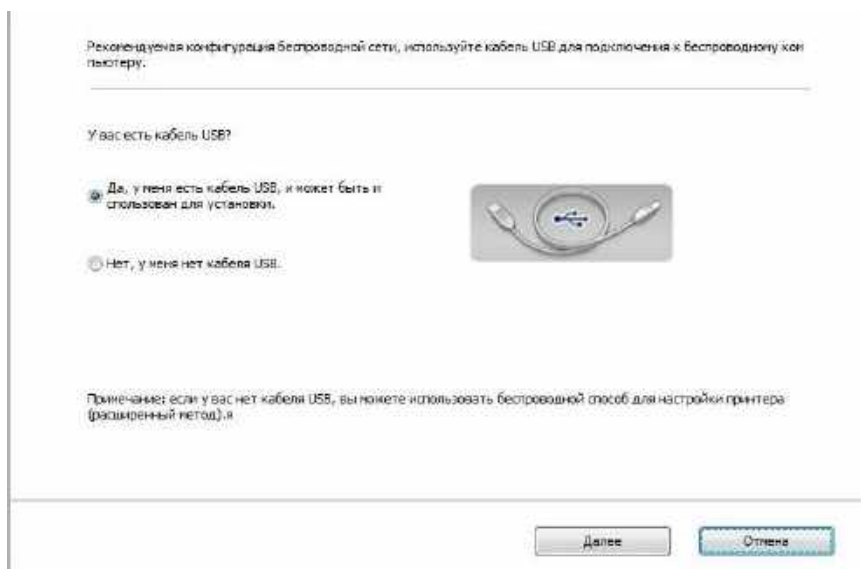 Рекомендуемая конфигурация беспроводной сети, используйте кабель USB для подключения к беспроводному ком
пьютеру.
У вас есть кабель USB?
Да, у меня есть кабель USB, и может быть и
спользован для установки.
Нет, у меня нет кабеля USB.
Примечание: если у вас нет кабеля USB, вы можете использовать беспроводной способ для настройки принтера
(расширенный метод).я
Далее
Отмена